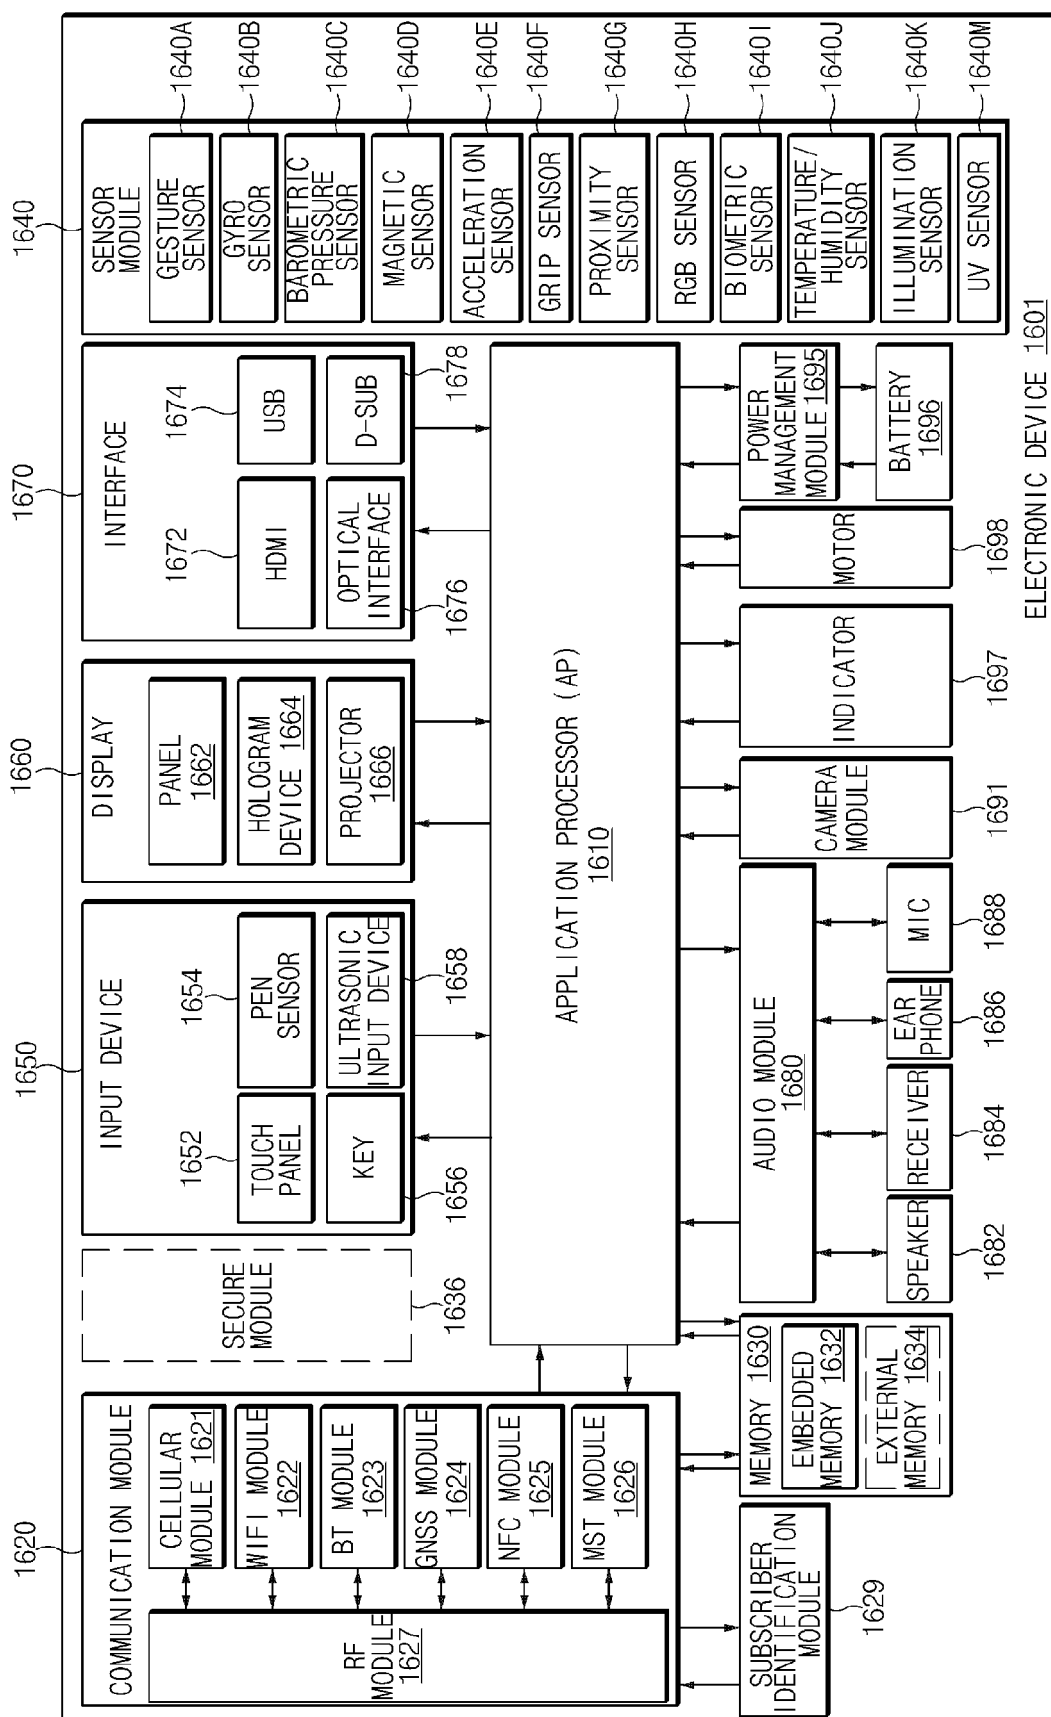 1620
COMMUNICATION MODULE
CELLULAR
MODULE 1621
WIFI MODULE
1622
BT MODULE
1623
GNSS MODULE
1624
NFC MODULE
1625
MST MODULE
1626
RF
MODULE
1627
SECURE
MODULE
1636
1650
INPUT DEVICE
1652
TOUCH
PANEL
1654
PEN
SENSOR
KEY
1656
ULTRASONIC
INPUT DEVICE
1658
1660
DISPLAY
PANEL
1662
HOLOGRAM
DEVICE 1664
PROJECTOR
1666
1670
INTERFACE
1672
HDMI
1674
USB
OPTICAL
INTERFACE
1676
D-SUB
1678
1640
SENSOR
MODULE
GESTURE
SENSOR
1640A
GYRO
SENSOR
1640B
BAROMETRIC
PRESSURE
SENSOR
1640C
MAGNETIC
SENSOR
1640D
ACCELERATION
SENSOR
1640E
GRIP SENSOR
1640F
PROXIMITY
SENSOR
1640G
RGB SENSOR
1640H
BIOMETRIC
SENSOR
1640I
TEMPERATURE/
HUMIDITY
SENSOR
1640J
ILLUMINATION
SENSOR
1640K
UV SENSOR
1640M
APPLICATION PROCESSOR (AP)
1610
SUBSCRIBER
IDENTIFICATION
MODULE
1629
MEMORY 1630
EMBEDDED
MEMORY 1632
EXTERNAL
MEMORY 1634
AUDIO MODULE
1680
SPEAKER
1682
RECEIVER
1684
EAR
PHONE
1686
MIC
1688
CAMERA
MODULE
1691
INDICATOR
1697
MOTOR
1698
POWER
MANAGEMENT
MODULE 1695
BATTERY
1696
ELECTRONIC DEVICE 1601